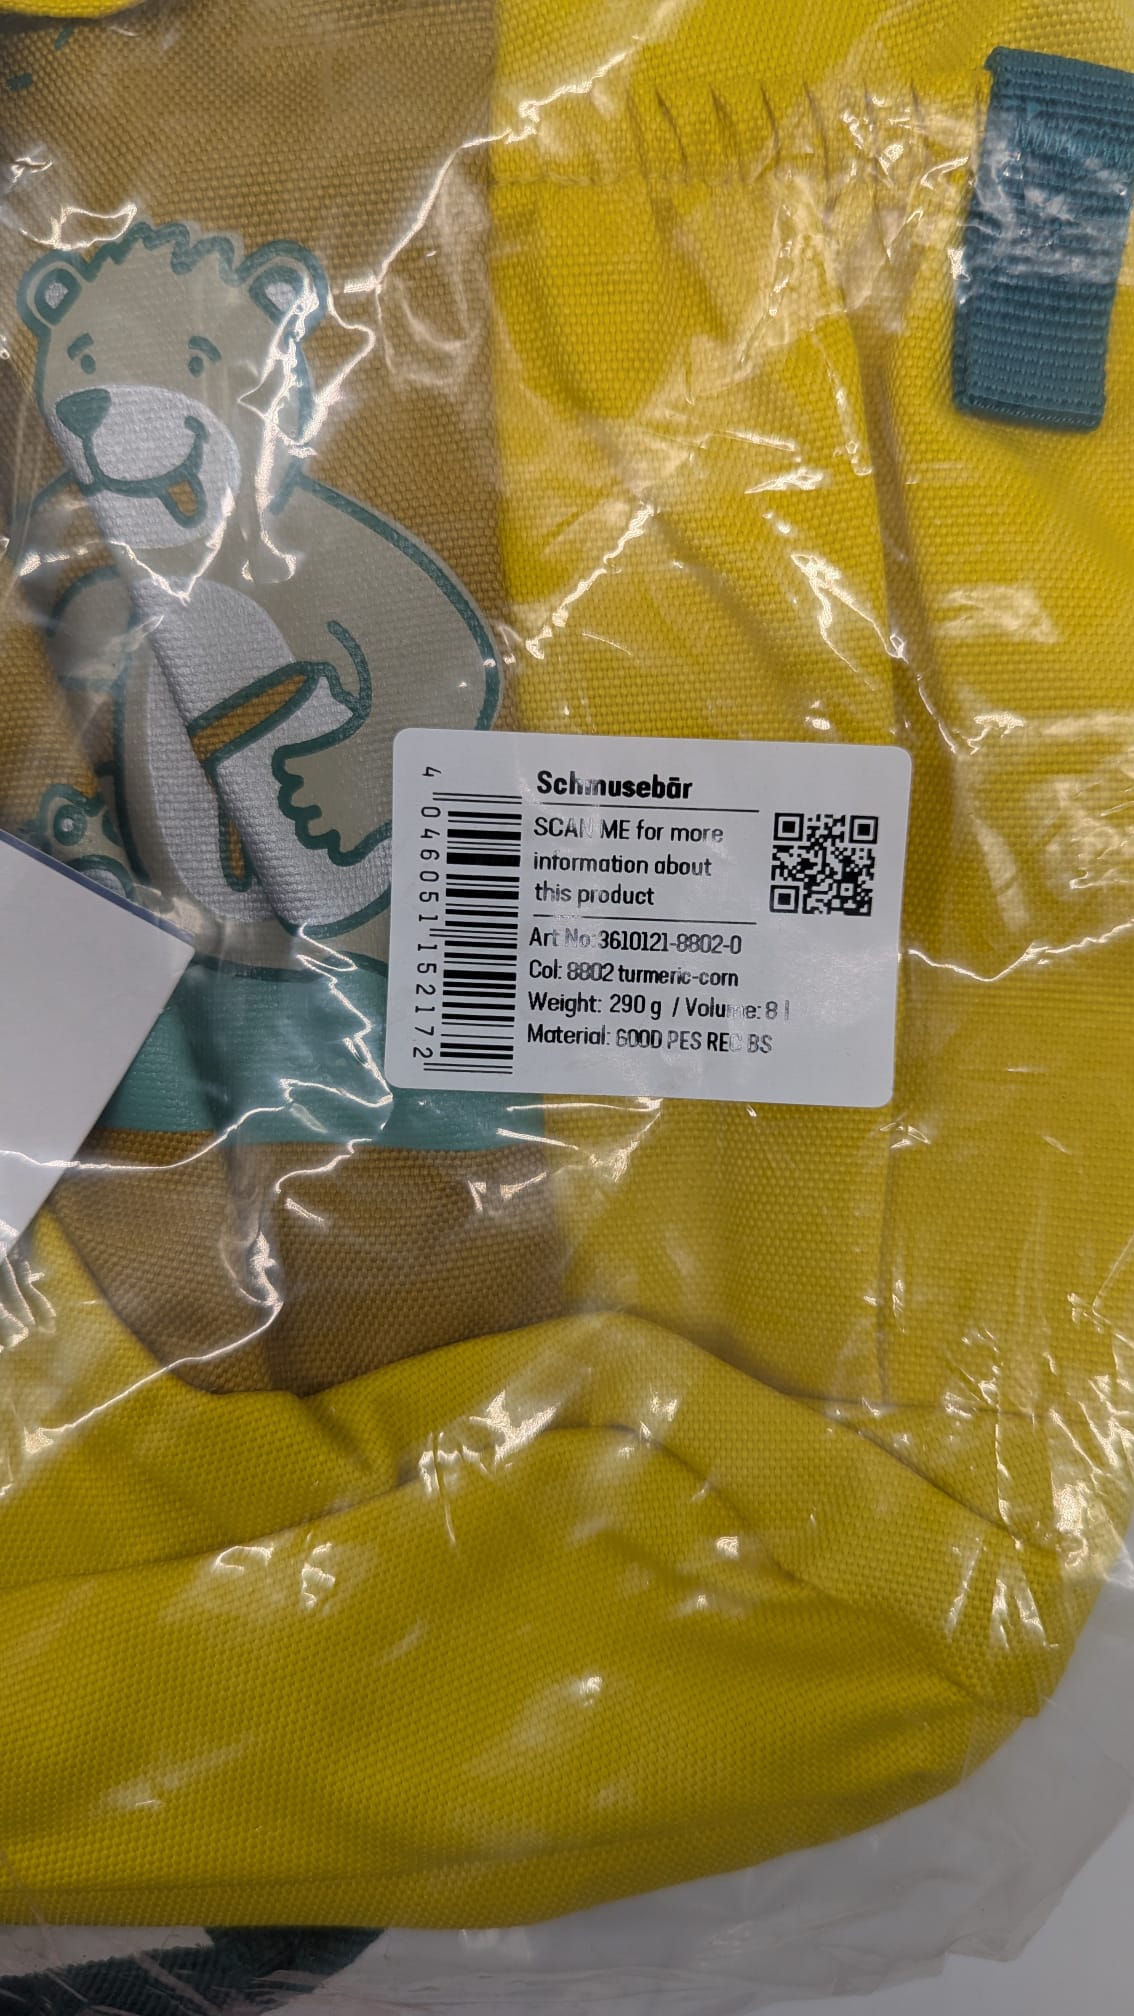 Schmusebär
SCAN ME for more
information about
this product
Art No:3610121-8802-0
Col: 8802 turmeric-corn
Weight: 290 g / Volume: 8 l
Material: 600D PES REC BS
4 046051 152172